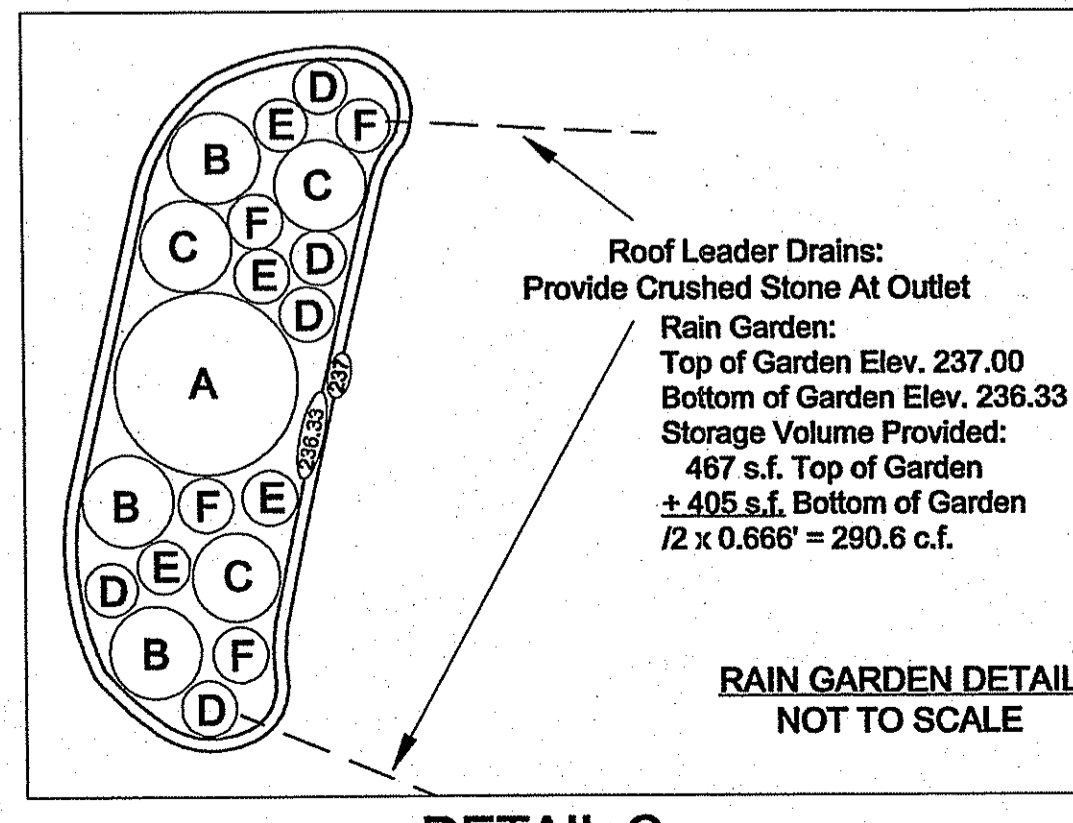 D
E
F
B
C
F
C
D
E
D
A
237
236.33
B
F
E
E
C
D
B
F
D
Roof Leader Drains:
Provide Crushed Stone At Outlet
Rain Garden:
Top of Garden Elev. 237.00
Bottom of Garden Elev. 236.33
Storage Volume Provided:
467 s.f. Top of Garden
+ 405 s.f. Bottom of Garden
/2 x 0.666' = 290.6 c.f.
RAIN GARDEN DETAIL
NOT TO SCALE